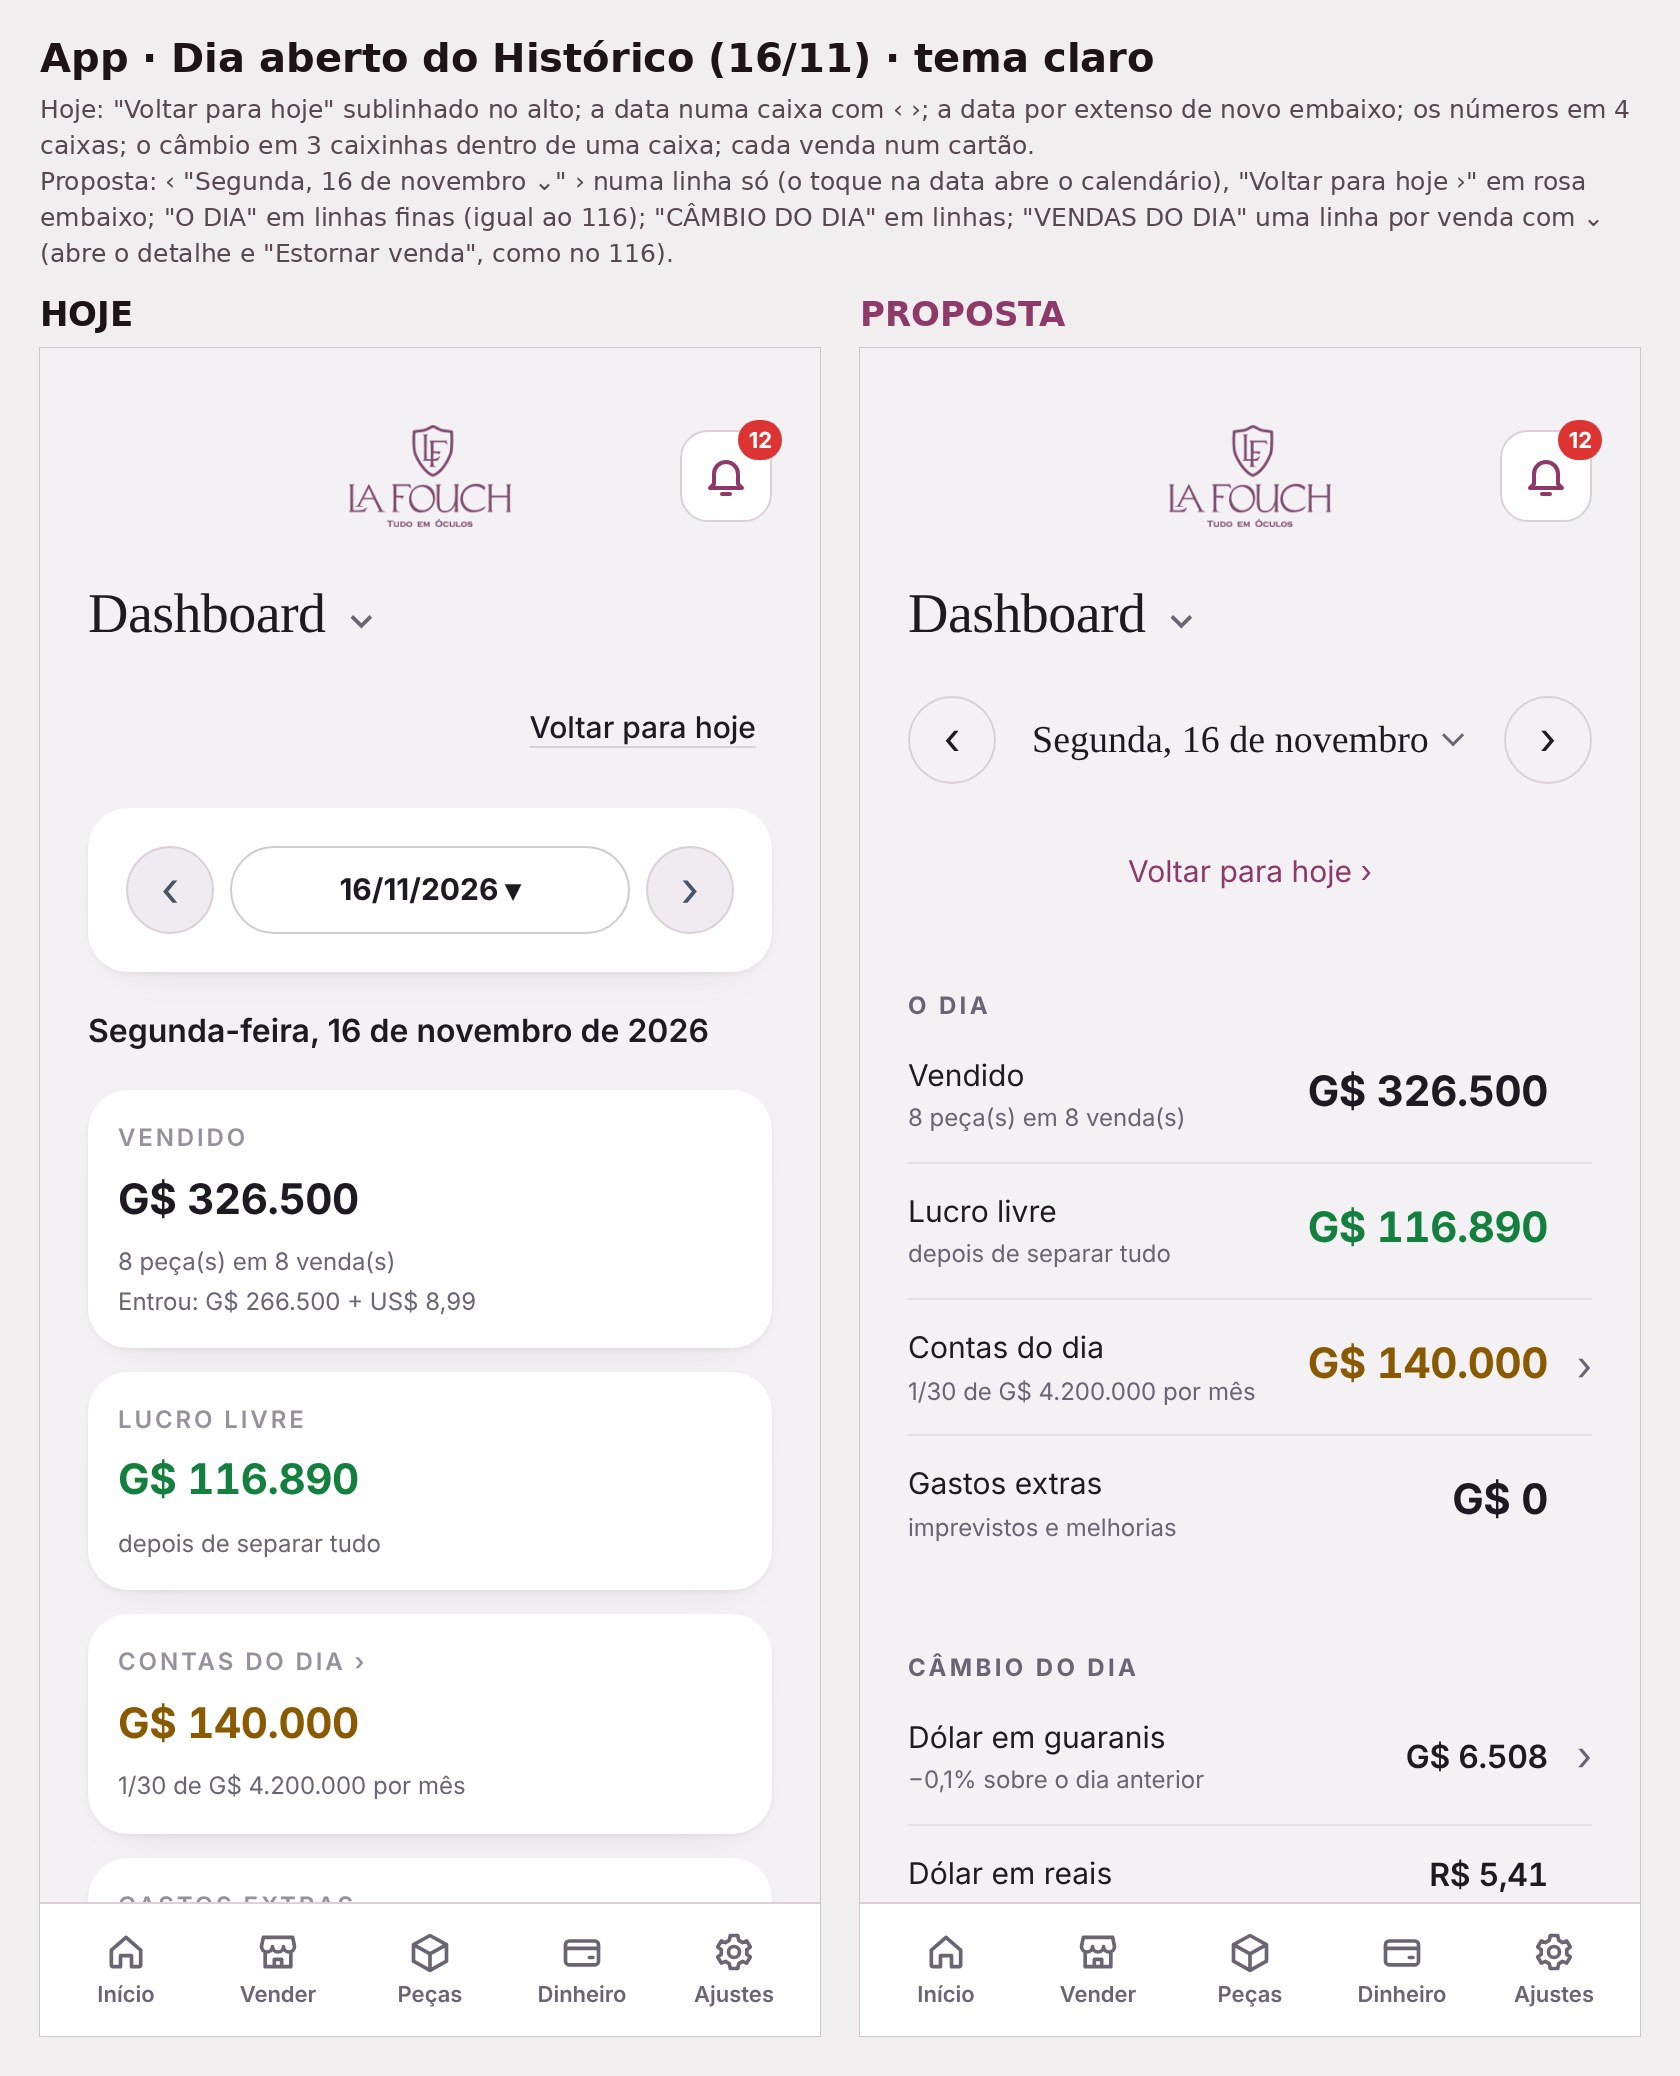 App · Dia aberto do Histórico (16/11) · tema claro
Hoje: "Voltar para hoje" sublinhado no alto; a data numa caixa com ‹ ›; a data por extenso de novo embaixo; os números em 4
caixas; o câmbio em 3 caixinhas dentro de uma caixa; cada venda num cartão.
Proposta: ‹ "Segunda, 16 de novembro ⌄" › numa linha só (o toque na data abre o calendário), "Voltar para hoje ›" em rosa
embaixo; "O DIA" em linhas finas (igual ao 116); "CÂMBIO DO DIA" em linhas; "VENDAS DO DIA" uma linha por venda com ⌄
(abre o detalhe e "Estornar venda", como no 116).
HOJE
LF
LA FOUCH
TUDO EM ÓCULOS
12
Dashboard ⌄
Voltar para hoje
‹ 16/11/2026 ▾ ›
Segunda-feira, 16 de novembro de 2026
VENDIDO
G$ 326.500
8 peça(s) em 8 venda(s)
Entrou: G$ 266.500 + US$ 8,99
LUCRO LIVRE
G$ 116.890
depois de separar tudo
CONTAS DO DIA ›
G$ 140.000
1/30 de G$ 4.200.000 por mês
GASTOS EXTRAS
Início
Vender
Peças
Dinheiro
Ajustes
PROPOSTA
LF
LA FOUCH
TUDO EM ÓCULOS
12
Dashboard ⌄
‹ Segunda, 16 de novembro ⌄ ›
Voltar para hoje ›
O DIA
Vendido
8 peça(s) em 8 venda(s)
G$ 326.500
Lucro livre
depois de separar tudo
G$ 116.890
Contas do dia
1/30 de G$ 4.200.000 por mês
G$ 140.000 ›
Gastos extras
imprevistos e melhorias
G$ 0
CÂMBIO DO DIA
Dólar em guaranis
−0,1% sobre o dia anterior
G$ 6.508 ›
Dólar em reais
R$ 5,41
Início
Vender
Peças
Dinheiro
Ajustes